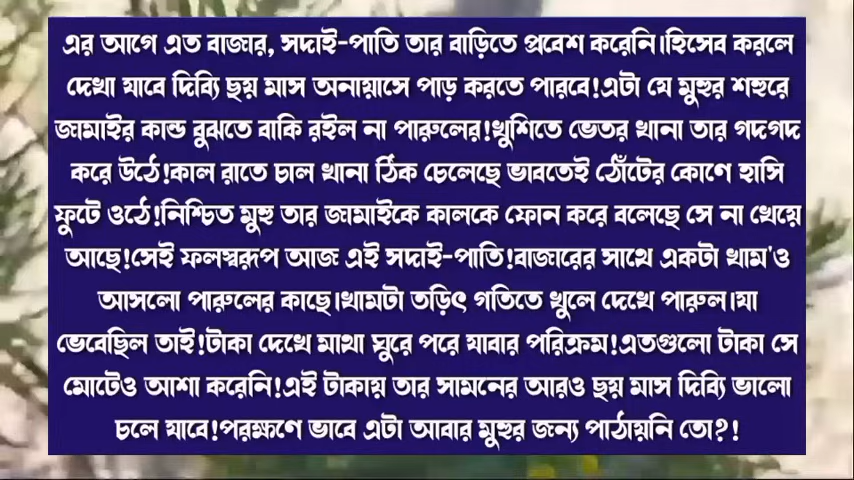 এর আগে এত বাজার, সদাই-পাতি তার বাড়িতে প্রবেশ করেনি।হিসেব করলে
দেখা যাবে দিব্যি ছয় মাস অনায়াসে পাড় করতে পারবে!এটা যে মুহুর শহুরে
জামাইর কান্ড বুঝতে বাকি রইল না পারুলের!খুশিতে ভেতর খানা তার গদগদ
করে উঠে!কাল রাতে চাল খানা ঠিক চেলেছে ভাবতেই ঠোঁটের কোণে হাসি
ফুটে ওঠে!নিশ্চিত মুহু তার জামাইকে কালকে ফোন করে বলেছে সে না খেয়ে
আছে!সেই ফলস্বরূপ আজ এই সদাই-পাতি!বাজারের সাথে একটা খাম'ও
আসলো পারুলের কাছে।খামটা তড়িৎ গতিতে খুলে দেখে পারুল।যা
ভেবেছিল তাই!টাকা দেখে মাথা ঘুরে পরে যাবার পরিক্রম!এতগুলো টাকা সে
মোটেও আশা করেনি!এই টাকায় তার সামনের আরও ছয় মাস দিব্যি ভালো
চলে যাবে!পরক্ষণে ভাবে এটা আবার মুহুর জন্য পাঠায়নি তো?!